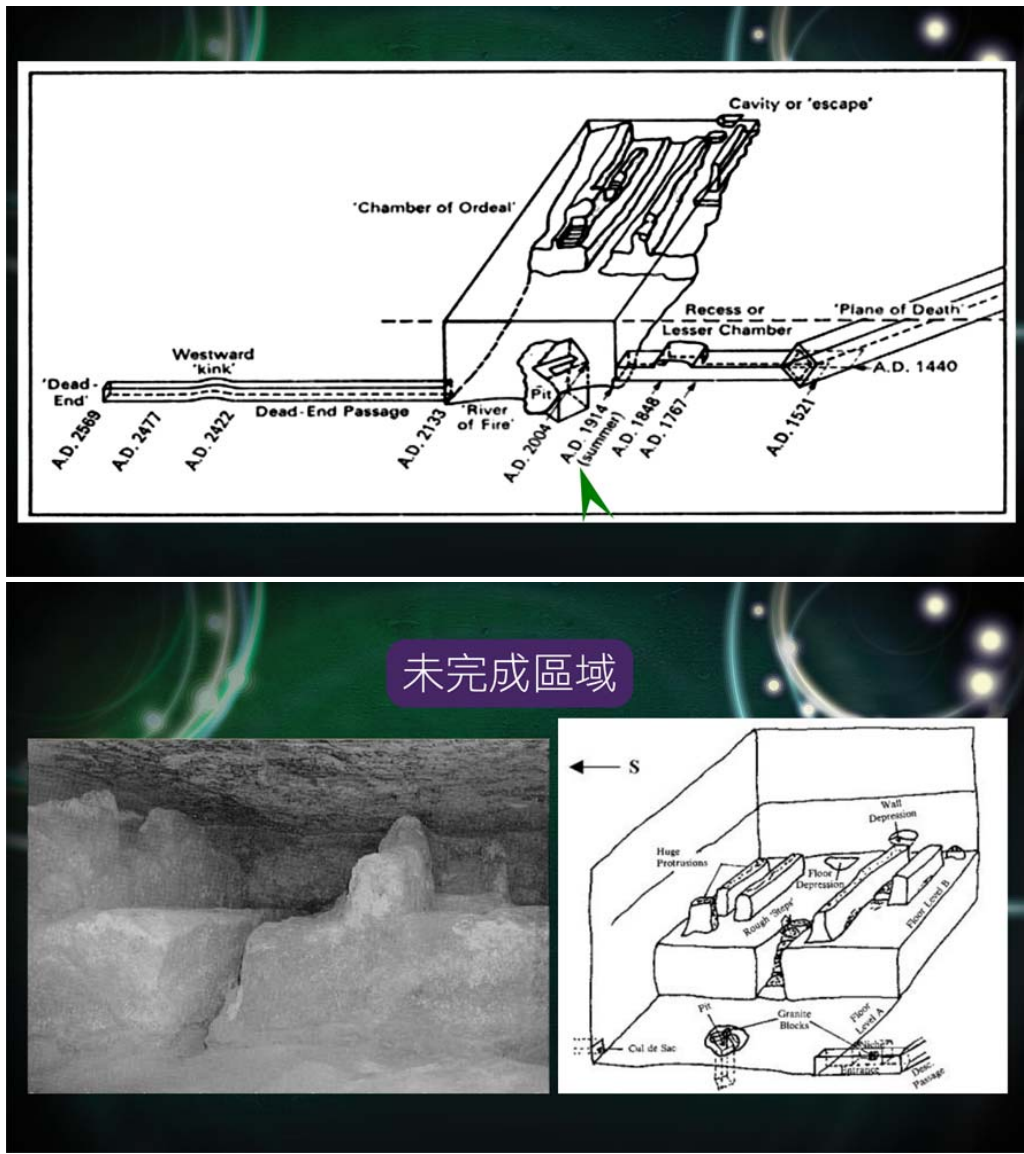 Cavity or 'escape'
'Chamber of Ordeal'
Recess or
Lesser Chamber
'Plane of Death'
Westward
'kink'
A.D. 1440
'Dead-
End'
Dead-End Passage
'River
of Fire'
Pit
A.D. 2569
A.D. 2477
A.D. 2422
A.D. 2133
A.D. 2004
A.D. 1914
(summer)
A.D. 1848
A.D. 1767
A.D. 1521
未完成區域
S
Wall
Depression
Huge
Protrusions
Floor
Depression
Rough 'Steps'
Floor Level B
Pit
Granite
Blocks
Floor
Level A
Cul de Sac
Niche
Entrance
Desc.
Passage